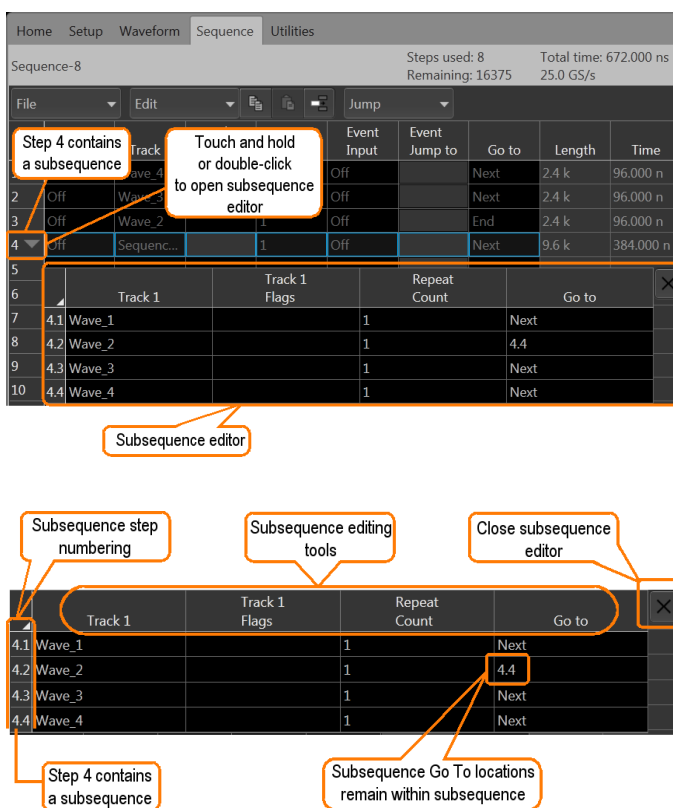 Home Setup Waveform Sequence Utilities
Sequence-8
Steps used: 8
Remaining: 16375
Total time: 672.000 ns
25.0 GS/s
File Edit Jump
Step 4 contains
a subsequence
Touch and hold
or double-click
to open subsequence
editor
Track Event Input Event Jump to Go to Length Time
Wave_4 Off Next 2.4 k 96.000 n
2 Off Wave_3 Off Next 2.4 k 96.000 n
3 Off Wave_2 1 Off End 2.4 k 96.000 n
4 Off Sequenc... 1 Off Next 9.6 k 384.000 n
5
6
7
8
9
10
Track 1 Track 1 Flags Repeat Count Go to
4.1 Wave_1 1 Next
4.2 Wave_2 1 4.4
4.3 Wave_3 1 Next
4.4 Wave_4 1 Next
Subsequence editor
Subsequence step
numbering
Subsequence editing
tools
Close subsequence
editor
Track 1 Track 1 Flags Repeat Count Go to
4.1 Wave_1 1 Next
4.2 Wave_2 1 4.4
4.3 Wave_3 1 Next
4.4 Wave_4 1 Next
Step 4 contains
a subsequence
Subsequence Go To locations
remain within subsequence